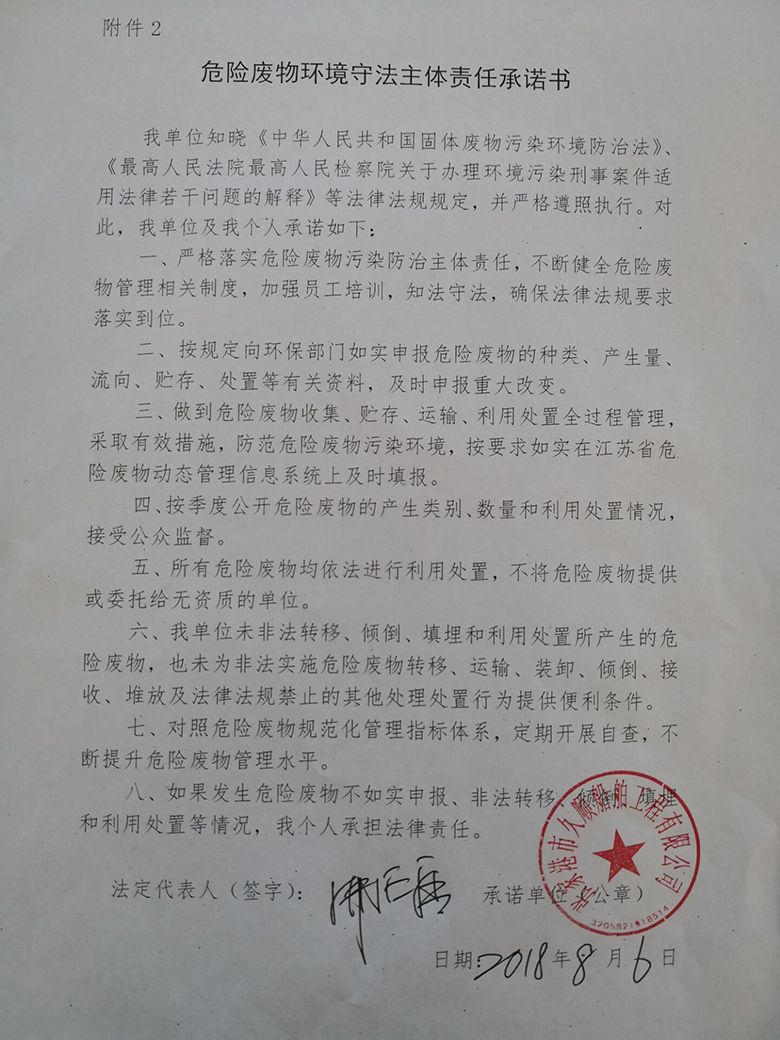 附件2
危险废物环境守法主体责任承诺书
我单位知晓《中华人民共和国固体废物污染环境防治法》、
《最高人民法院最高人民检察院关于办理环境污染刑事案件适
用法律若干问题的解释》等法律法规规定，并严格遵照执行。对
此，我单位及我个人承诺如下：
一、严格落实危险废物污染防治主体责任，不断健全危险废
物管理相关制度，加强员工培训，知法守法，确保法律法规要求
落实到位。
二、按规定向环保部门如实申报危险废物的种类、产生量、
流向、贮存、处置等有关资料，及时申报重大改变。
三、做到危险废物收集、贮存、运输、利用处置全过程管理，
采取有效措施，防范危险废物污染环境，按要求如实在江苏省危
险废物动态管理信息系统上及时填报。
四、按季度公开危险废物的产生类别、数量和利用处置情况，
接受公众监督。
五、所有危险废物均依法进行利用处置，不将危险废物提供
或委托给无资质的单位。
六、我单位未非法转移、倾倒、填埋和利用处置所产生的危
险废物，也未为非法实施危险废物转移、运输、装卸、倾倒、接
收、堆放及法律法规禁止的其他处理处置行为提供便利条件。
七、对照危险废物规范化管理指标体系，定期开展自查，不
断提升危险废物管理水平。
八、如果发生危险废物不如实申报、非法转移、倾倒、填埋
和利用处置等情况，我个人承担法律责任。
法定代表人（签字）： 承诺单位（公章）
张家港市久顺船舶工程有限公司
日期：2018年8月6日